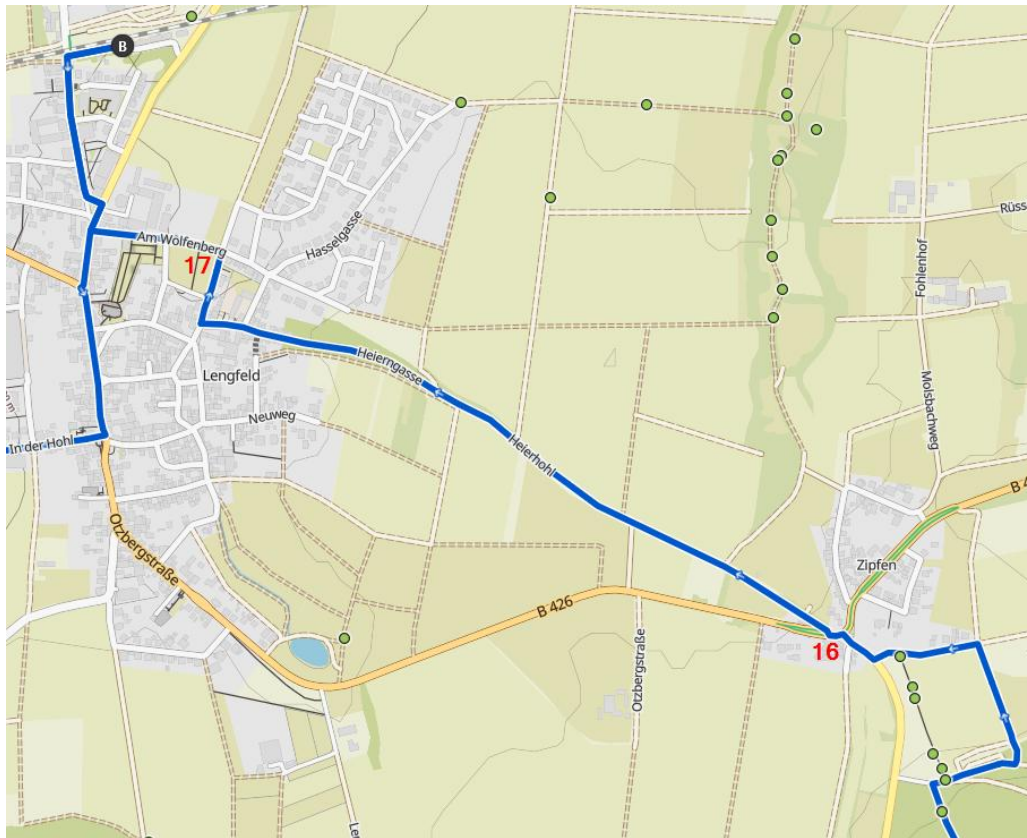 B
Am Wölfenberg
17
Hasselgasse
Lengfeld
Neuweg
In der Hohl
Otzbergstraße
Heierngasse
Heierhohl
B 426
Otzbergstraße
16
Zipfen
Molsbachweg
Fohlenhof
Rüss
B 4
Le